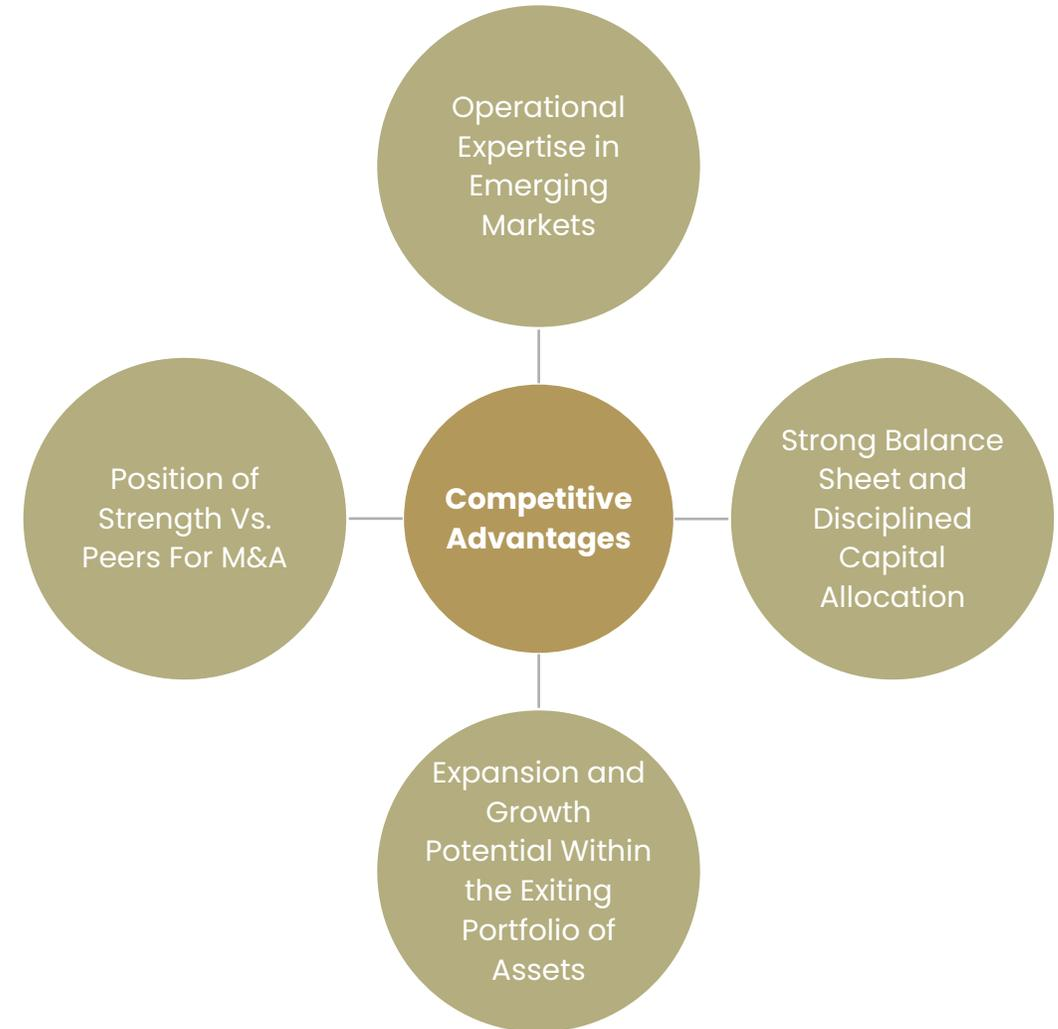 Operational
Expertise in
Emerging
Markets
Position of
Strength Vs.
Peers For M&A
Competitive
Advantages
Strong Balance
Sheet and
Disciplined
Capital
Allocation
Expansion and
Growth
Potential Within
the Exiting
Portfolio of
Assets